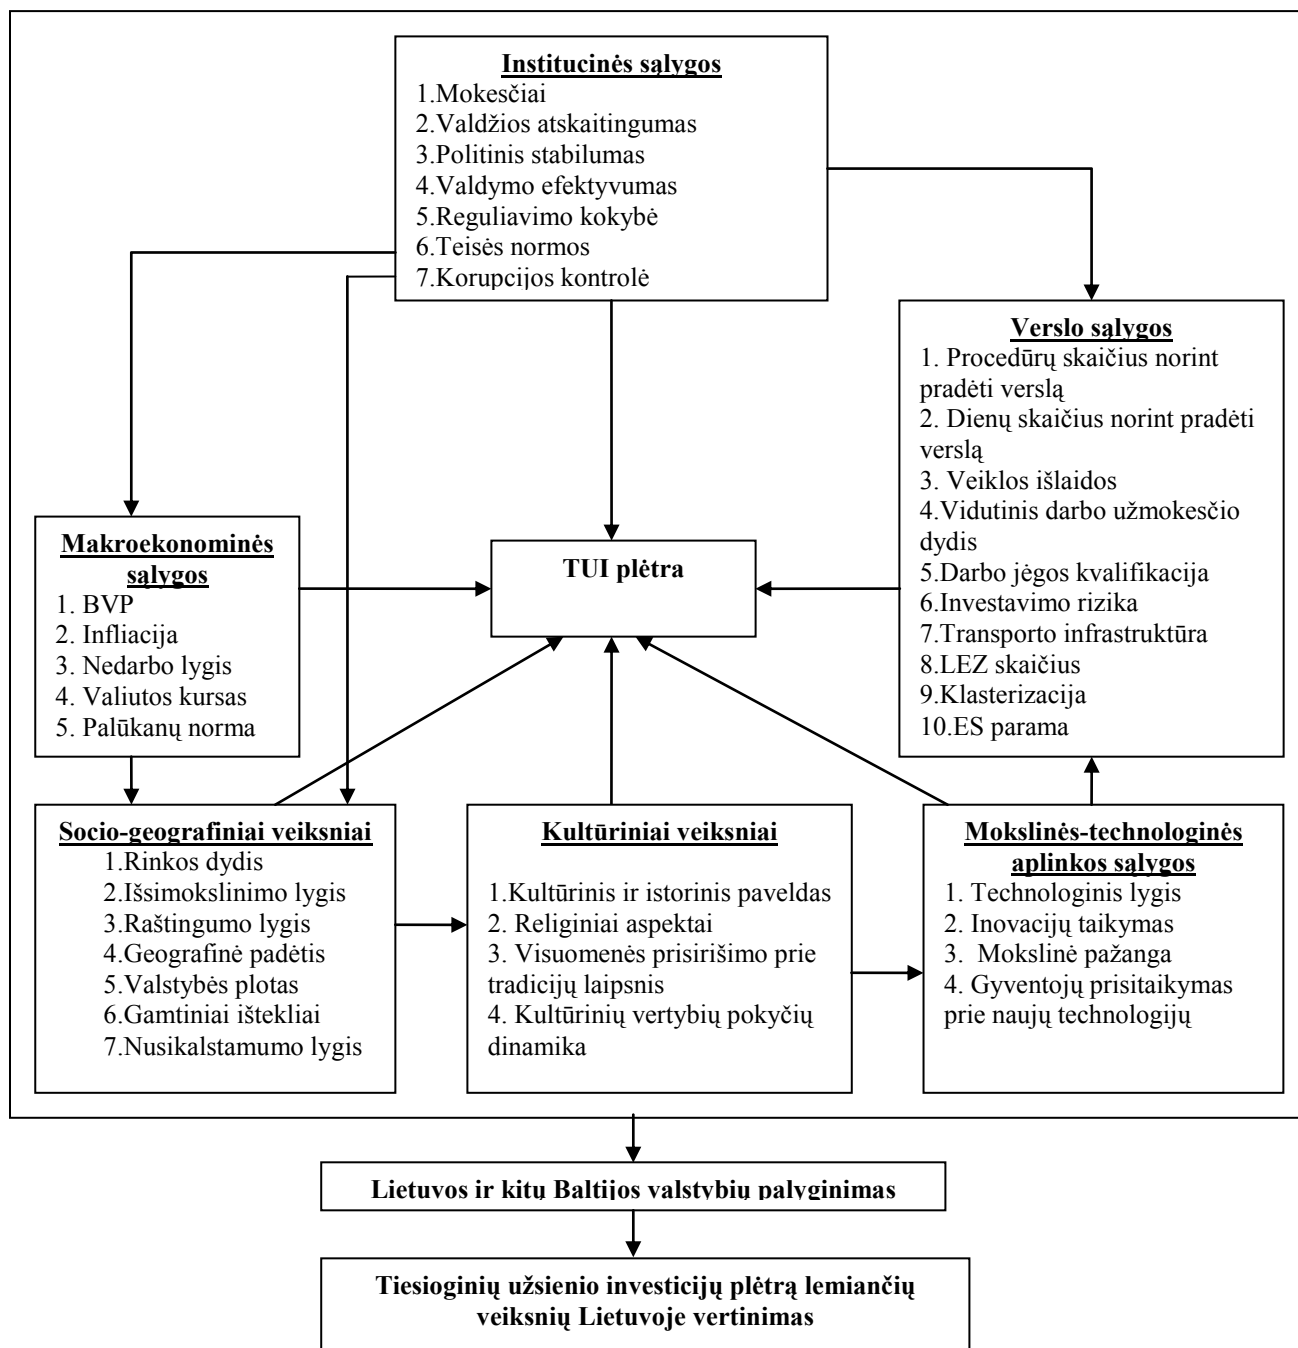 Institucinės sąlygos
1.Mokesčiai
2.Valdžios atskaitingumas
3.Politinis stabilumas
4.Valdymo efektyvumas
5.Reguliavimo kokybė
6.Teisės normos
7.Korupcijos kontrolė
Verslo sąlygos
1. Procedūrų skaičius norint
pradėti verslą
2. Dienų skaičius norint pradėti
verslą
3. Veiklos išlaidos
4.Vidutinis darbo užmokesčio
dydis
5.Darbo jėgos kvalifikacija
6.Investavimo rizika
7.Transporto infrastruktūra
8.LEZ skaičius
9.Klasterizacija
10.ES parama
Makroekonominės
sąlygos
1. BVP
2. Infliacija
3. Nedarbo lygis
4. Valiutos kursas
5. Palūkanų norma
TUI plėtra
Socio-geografiniai veiksniai
1.Rinkos dydis
2.Išsimokslinimo lygis
3.Raštingumo lygis
4.Geografinė padėtis
5.Valstybės plotas
6.Gamtiniai ištekliai
7.Nusikalstamumo lygis
Kultūriniai veiksniai
1.Kultūrinis ir istorinis paveldas
2. Religiniai aspektai
3. Visuomenės prisirišimo prie
tradicijų laipsnis
4. Kultūrinių vertybių pokyčių
dinamika
Mokslinės-technologinės
aplinkos sąlygos
1. Technologinis lygis
2. Inovacijų taikymas
3. Mokslinė pažanga
4. Gyventojų prisitaikymas
prie naujų technologijų
Lietuvos ir kitų Baltijos valstybių palyginimas
Tiesioginių užsienio investicijų plėtrą lemiančių
veiksnių Lietuvoje vertinimas